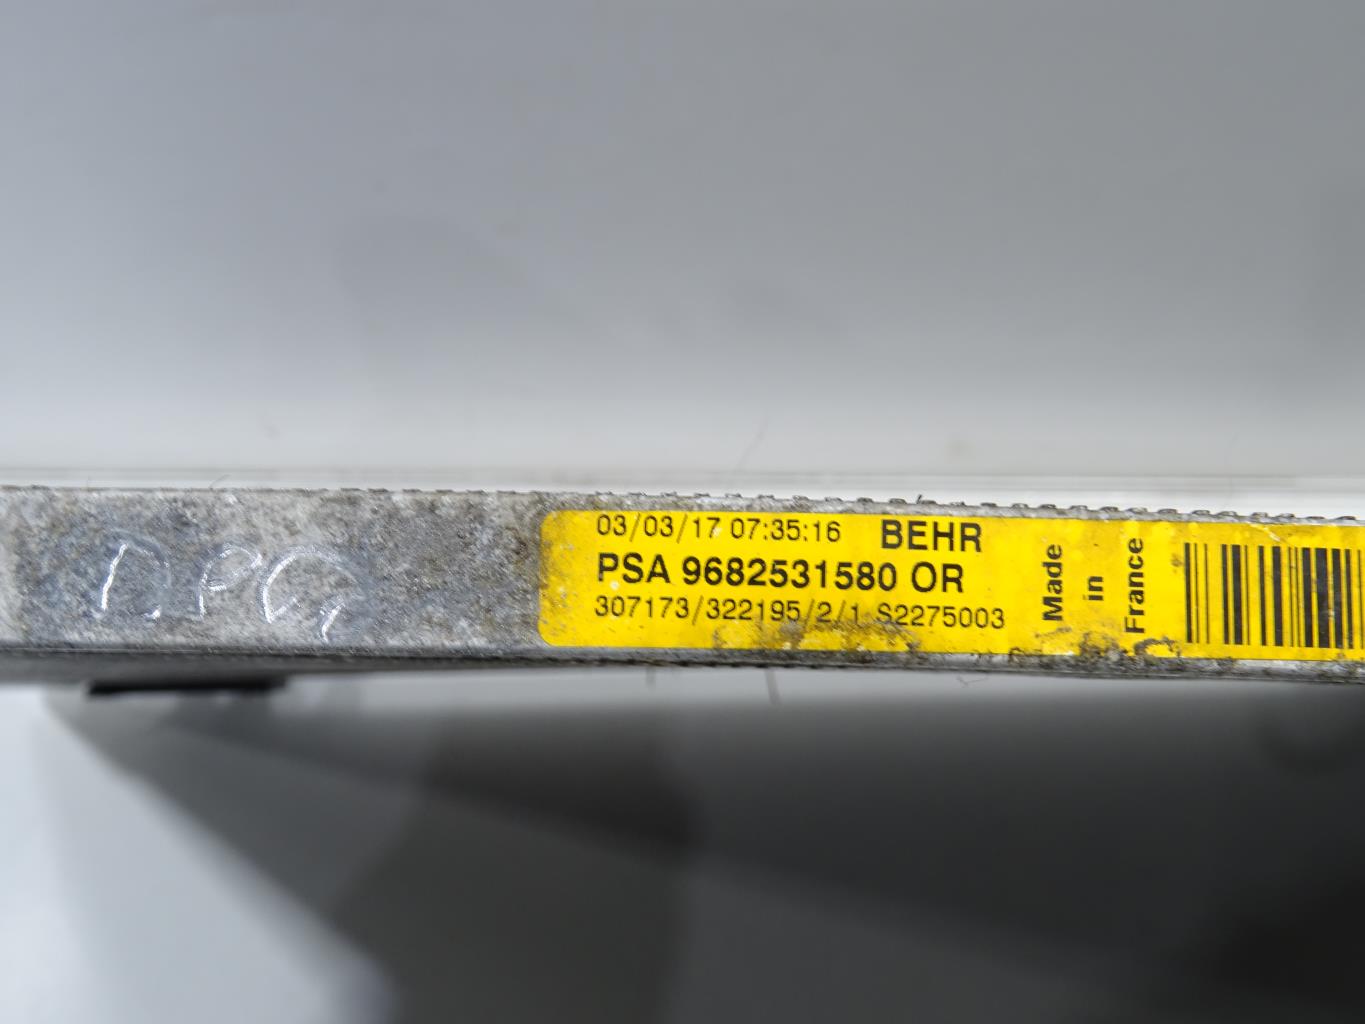 03/03/17 07:35:16 BEHR
PSA 9682531580 OR
307173/322195/2/1 S2275003
Made
in
France